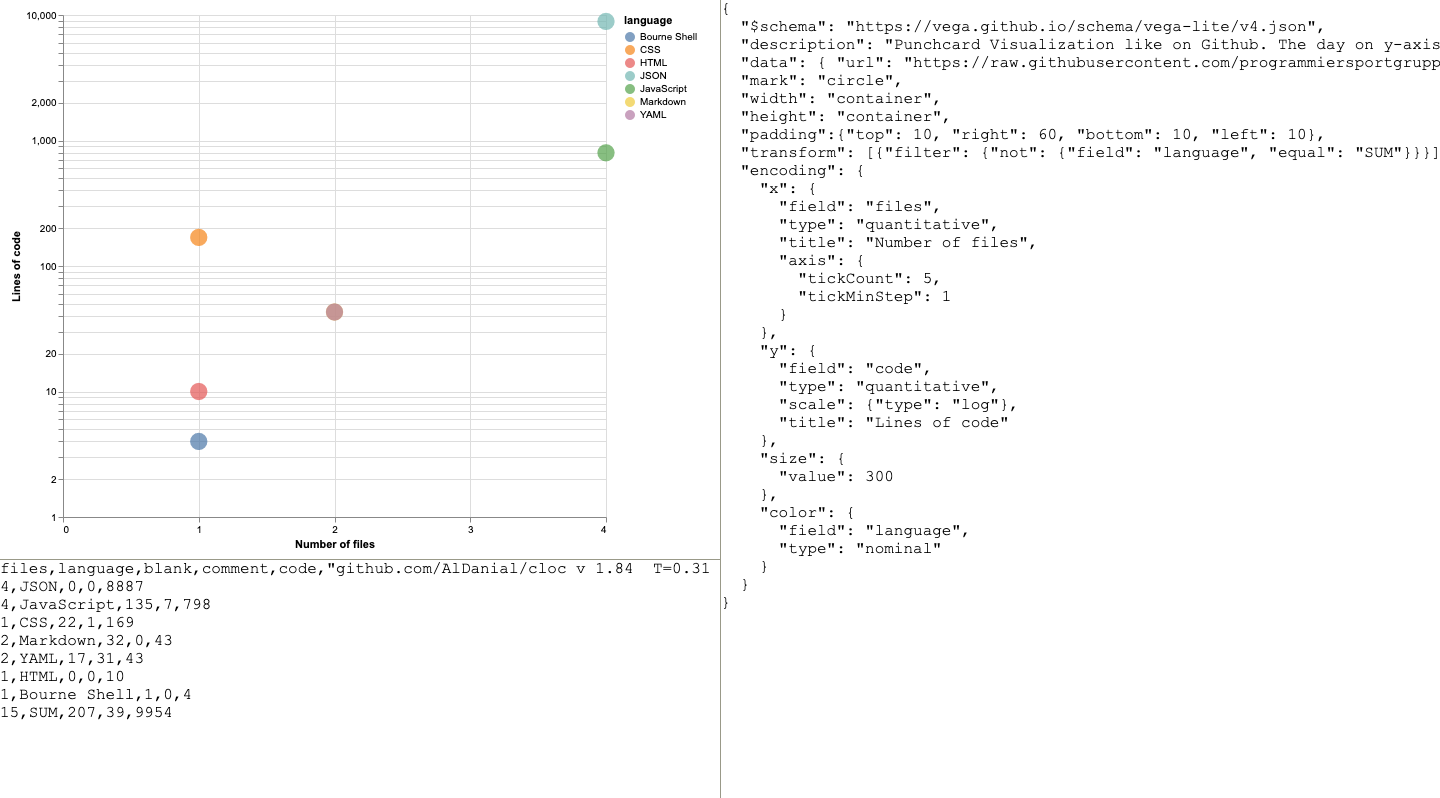 10,000
2,000
1,000
200
100
20
10
2
1
Lines of code
0 1 2 3 4
Number of files
language
Bourne Shell
CSS
HTML
JSON
JavaScript
Markdown
YAML
files,language,blank,comment,code,"github.com/AlDanial/cloc v 1.84  T=0.31
4,JSON,0,0,8887
4,JavaScript,135,7,798
1,CSS,22,1,169
2,Markdown,32,0,43
2,YAML,17,31,43
1,HTML,0,0,10
1,Bourne Shell,1,0,4
15,SUM,207,39,9954
{
  "$schema": "https://vega.github.io/schema/vega-lite/v4.json",
  "description": "Punchcard Visualization like on Github. The day on y-axis
  "data": { "url": "https://raw.githubusercontent.com/programmiersportgrupp
  "mark": "circle",
  "width": "container",
  "height": "container",
  "padding":{"top": 10, "right": 60, "bottom": 10, "left": 10},
  "transform": [{"filter": {"not": {"field": "language", "equal": "SUM"}}}]
  "encoding": {
    "x": {
      "field": "files",
      "type": "quantitative",
      "title": "Number of files",
      "axis": {
        "tickCount": 5,
        "tickMinStep": 1
      }
    },
    "y": {
      "field": "code",
      "type": "quantitative",
      "scale": {"type": "log"},
      "title": "Lines of code"
    },
    "size": {
      "value": 300
    },
    "color": {
      "field": "language",
      "type": "nominal"
    }
  }
}